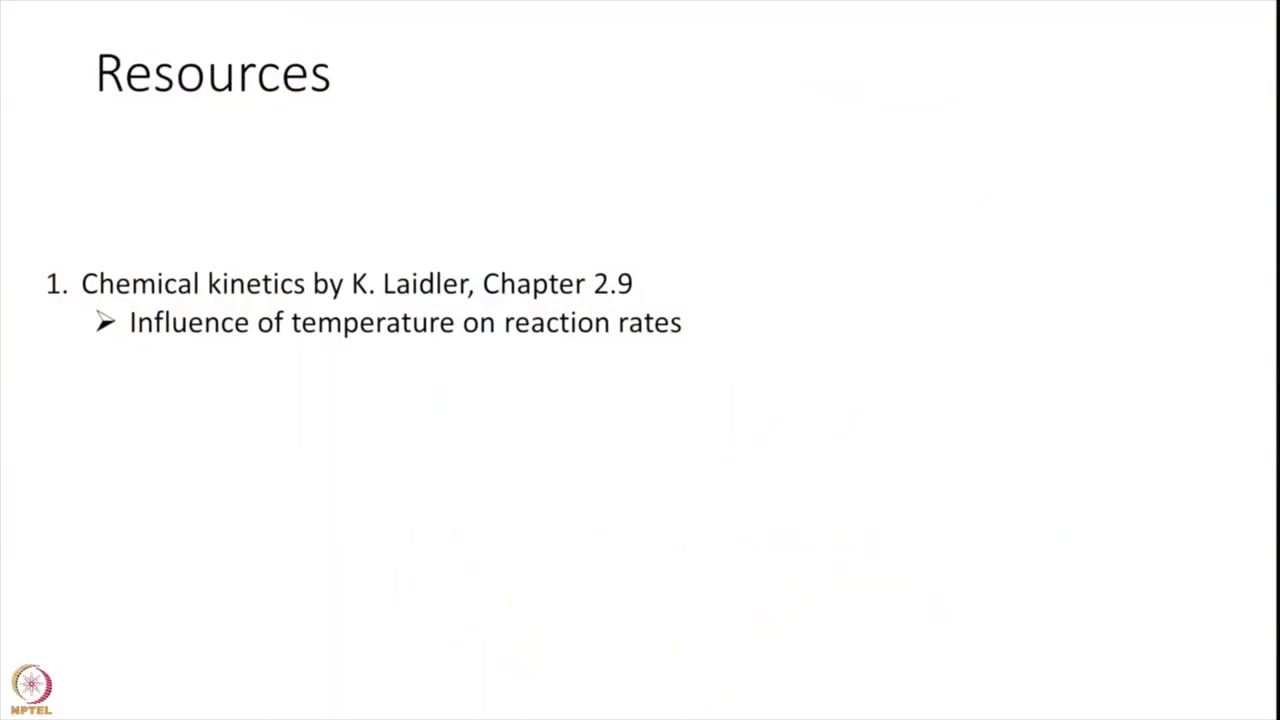 Resources
1. Chemical kinetics by K. Laidler, Chapter 2.9
➢ Influence of temperature on reaction rates
NPTEL